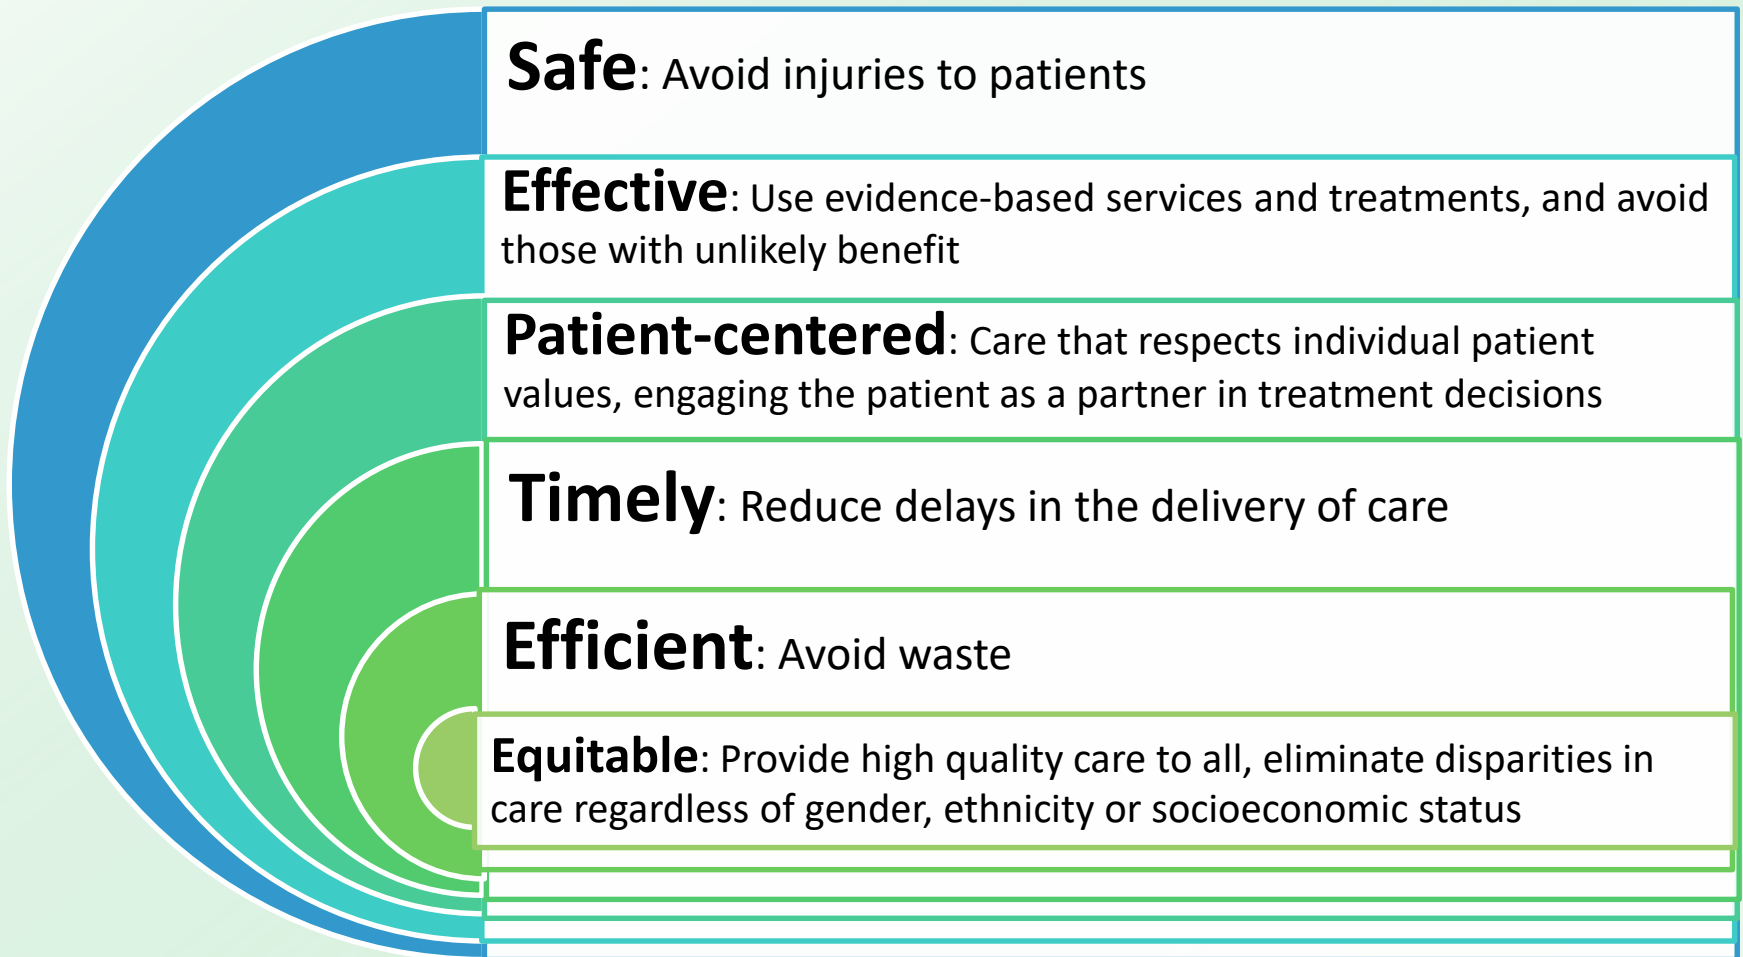 Safe: Avoid injuries to patients
Effective: Use evidence-based services and treatments, and avoid
those with unlikely benefit
Patient-centered: Care that respects individual patient
values, engaging the patient as a partner in treatment decisions
Timely: Reduce delays in the delivery of care
Efficient: Avoid waste
Equitable: Provide high quality care to all, eliminate disparities in
care regardless of gender, ethnicity or socioeconomic status